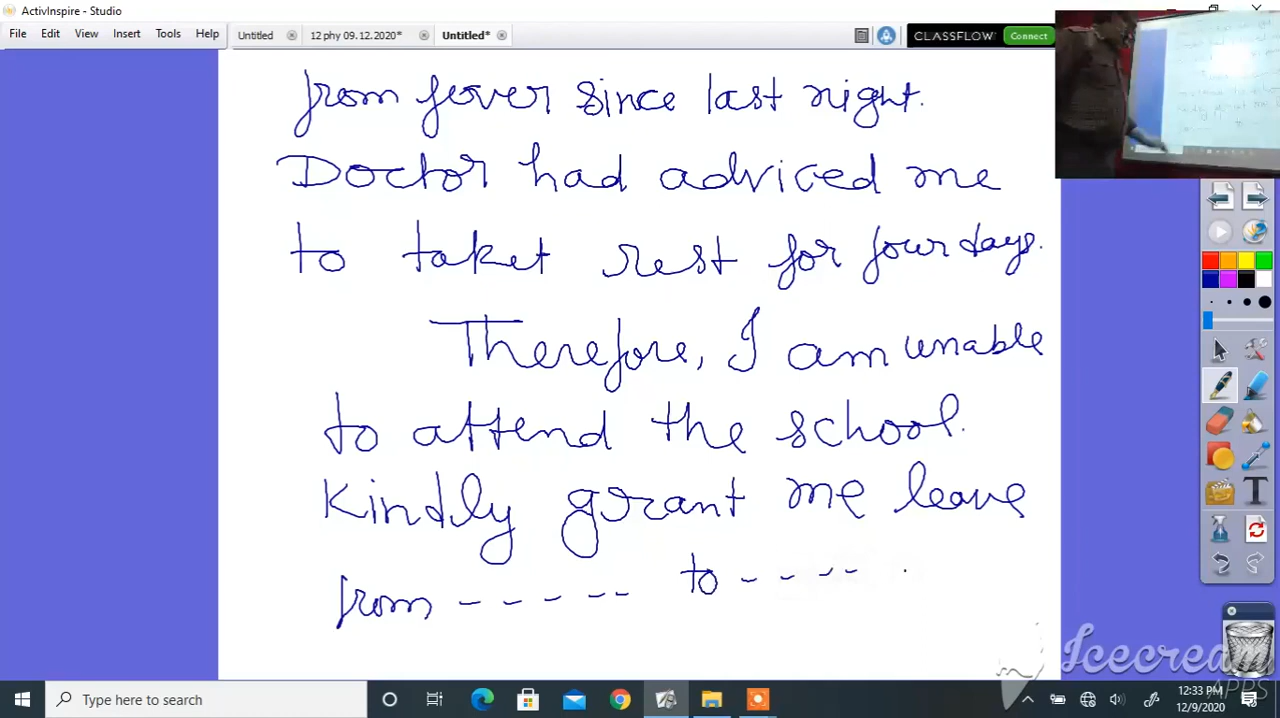 ActivInspire - Studio
File Edit View Insert Tools Help
Untitled 12 phy 09.12.2020* Untitled*
CLASSFLOW Connect
from fever since last night.
Doctor had adviced me
to taket rest for four days.
Therefore, I am unable
to attend the school.
Kindly grant me leave
from ----- to ---- .
Icecream
APPS
Type here to search
12:33 PM
12/9/2020